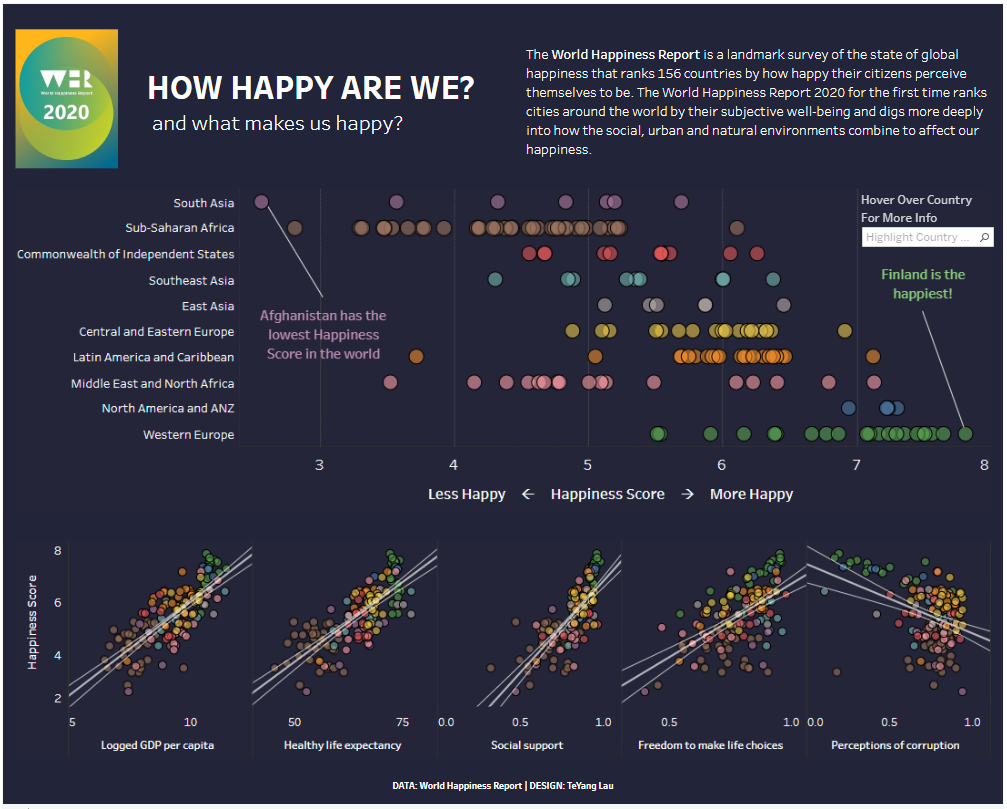 WHR
World Happiness Report
2020
HOW HAPPY ARE WE?
and what makes us happy?
The World Happiness Report is a landmark survey of the state of global
happiness that ranks 156 countries by how happy their citizens perceive
themselves to be. The World Happiness Report 2020 for the first time ranks
cities around the world by their subjective well-being and digs more deeply
into how the social, urban and natural environments combine to affect our
happiness.
South Asia
Sub-Saharan Africa
Commonwealth of Independent States
Southeast Asia
East Asia
Central and Eastern Europe
Latin America and Caribbean
Middle East and North Africa
North America and ANZ
Western Europe
Hover Over Country
For More Info
Highlight Country ...
Finland is the
happiest!
Afghanistan has the
lowest Happiness
Score in the world
3 4 5 6 7 8
Less Happy ← Happiness Score → More Happy
Happiness Score
8
6
4
2
5 10 50 75 0.0 0.5 1.0 0.5 1.0 0.0 0.5 1.0
Logged GDP per capita Healthy life expectancy Social support Freedom to make life choices Perceptions of corruption
DATA: World Happiness Report | DESIGN: TeYang Lau